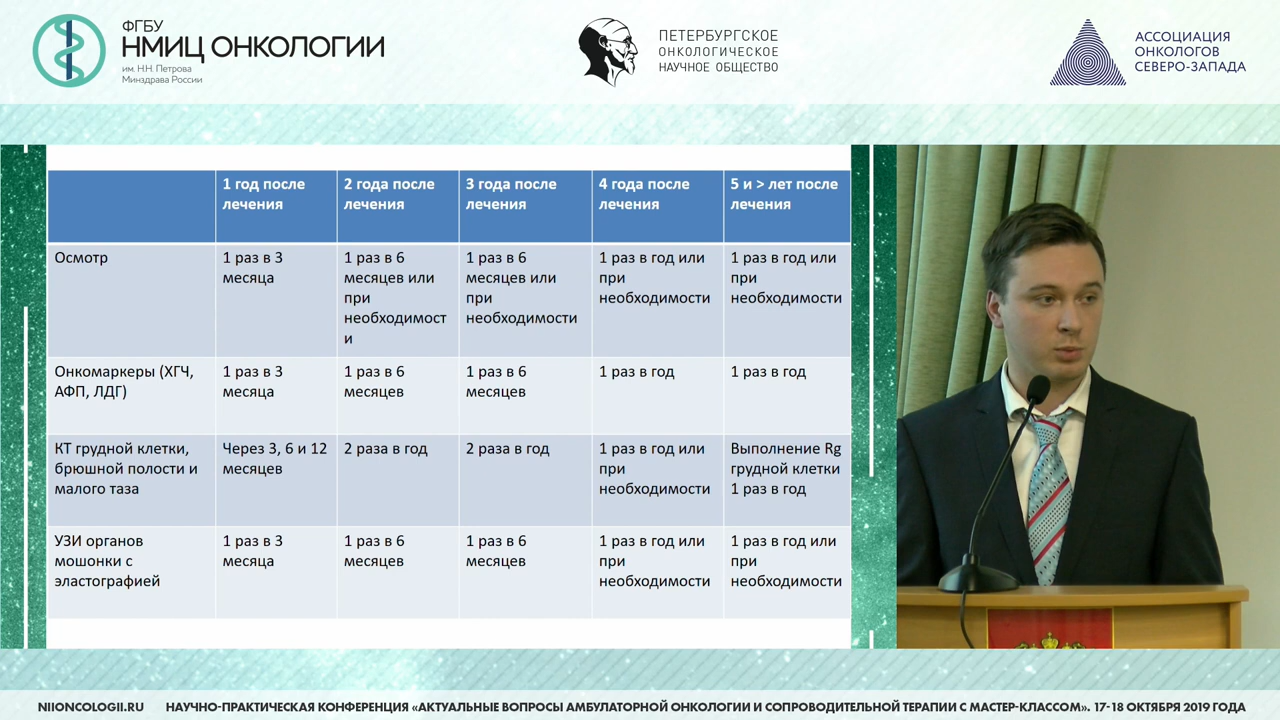 ФГБУ
НМИЦ ОНКОЛОГИИ
им. Н.Н. Петрова
Минздрава России
ПЕТЕРБУРГСКОЕ
ОНКОЛОГИЧЕСКОЕ
НАУЧНОЕ ОБЩЕСТВО
АССОЦИАЦИЯ
ОНКОЛОГОВ
СЕВЕРО-ЗАПАДА
1 год после
лечения
2 года после
лечения
3 года после
лечения
4 года после
лечения
5 и > лет после
лечения
Осмотр
1 раз в 3
месяца
1 раз в 6
месяцев или
при
необходимост
и
1 раз в 6
месяцев или
при
необходимости
1 раз в год или
при
необходимости
1 раз в год или
при
необходимости
Онкомаркеры (ХГЧ,
АФП, ЛДГ)
1 раз в 3
месяца
1 раз в 6
месяцев
1 раз в 6
месяцев
1 раз в год
1 раз в год
КТ грудной клетки,
брюшной полости и
малого таза
Через 3, 6 и 12
месяцев
2 раза в год
2 раза в год
1 раз в год или
при
необходимости
Выполнение Rg
грудной клетки
1 раз в год
УЗИ органов
мошонки с
эластографией
1 раз в 3
месяца
1 раз в 6
месяцев
1 раз в 6
месяцев
1 раз в год или
при
необходимости
1 раз в год или
при
необходимости
NIIONCOLOGII.RU НАУЧНО-ПРАКТИЧЕСКАЯ КОНФЕРЕНЦИЯ «АКТУАЛЬНЫЕ ВОПРОСЫ АМБУЛАТОРНОЙ ОНКОЛОГИИ И СОПРОВОДИТЕЛЬНОЙ ТЕРАПИИ С МАСТЕР-КЛАССОМ». 17-18 ОКТЯБРЯ 2019 ГОДА